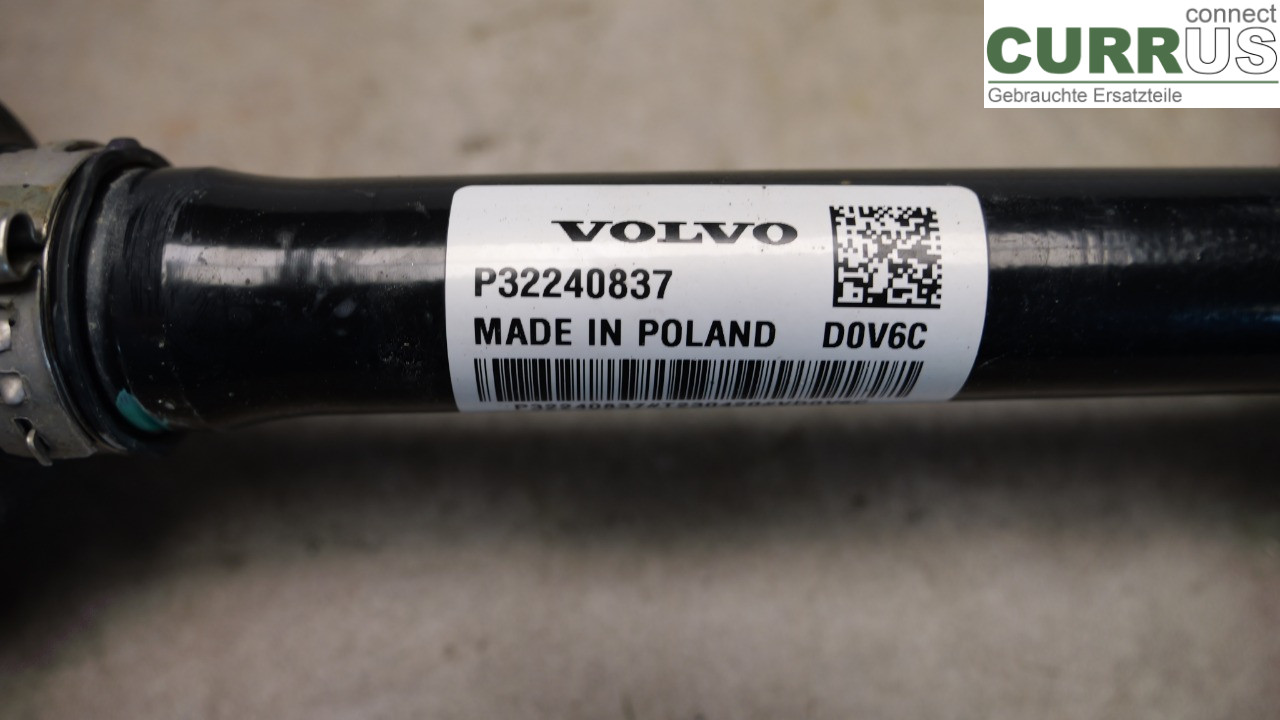 connect
CURRUS
Gebrauchte Ersatzteile
VOLVO
P32240837
MADE IN POLAND D0V6C